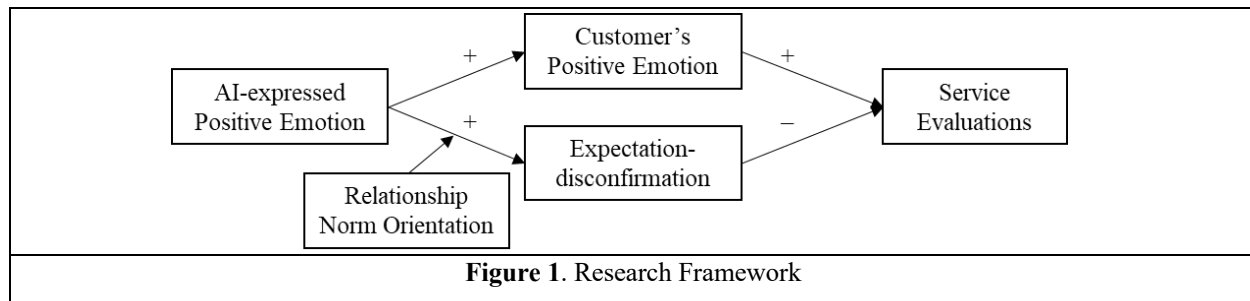 Customer's
Positive Emotion
+
+
AI-expressed
Positive Emotion
Service
Evaluations
+
–
Expectation-
disconfirmation
Relationship
Norm Orientation
Figure 1. Research Framework